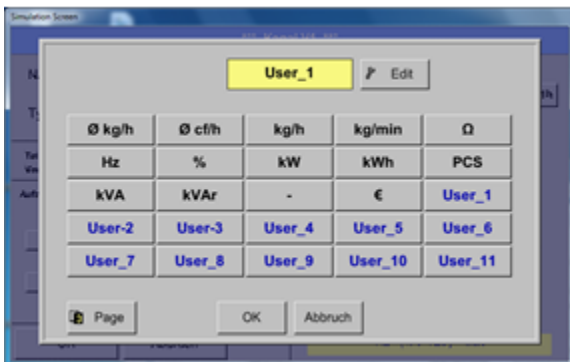 Simulation Screen
User_1 Edit
Ø kg/h Ø cf/h kg/h kg/min Ω
Hz % kW kWh PCS
kVA kVAr - € User_1
User-2 User-3 User_4 User_5 User_6
User_7 User_8 User_9 User_10 User_11
Page OK Abbruch